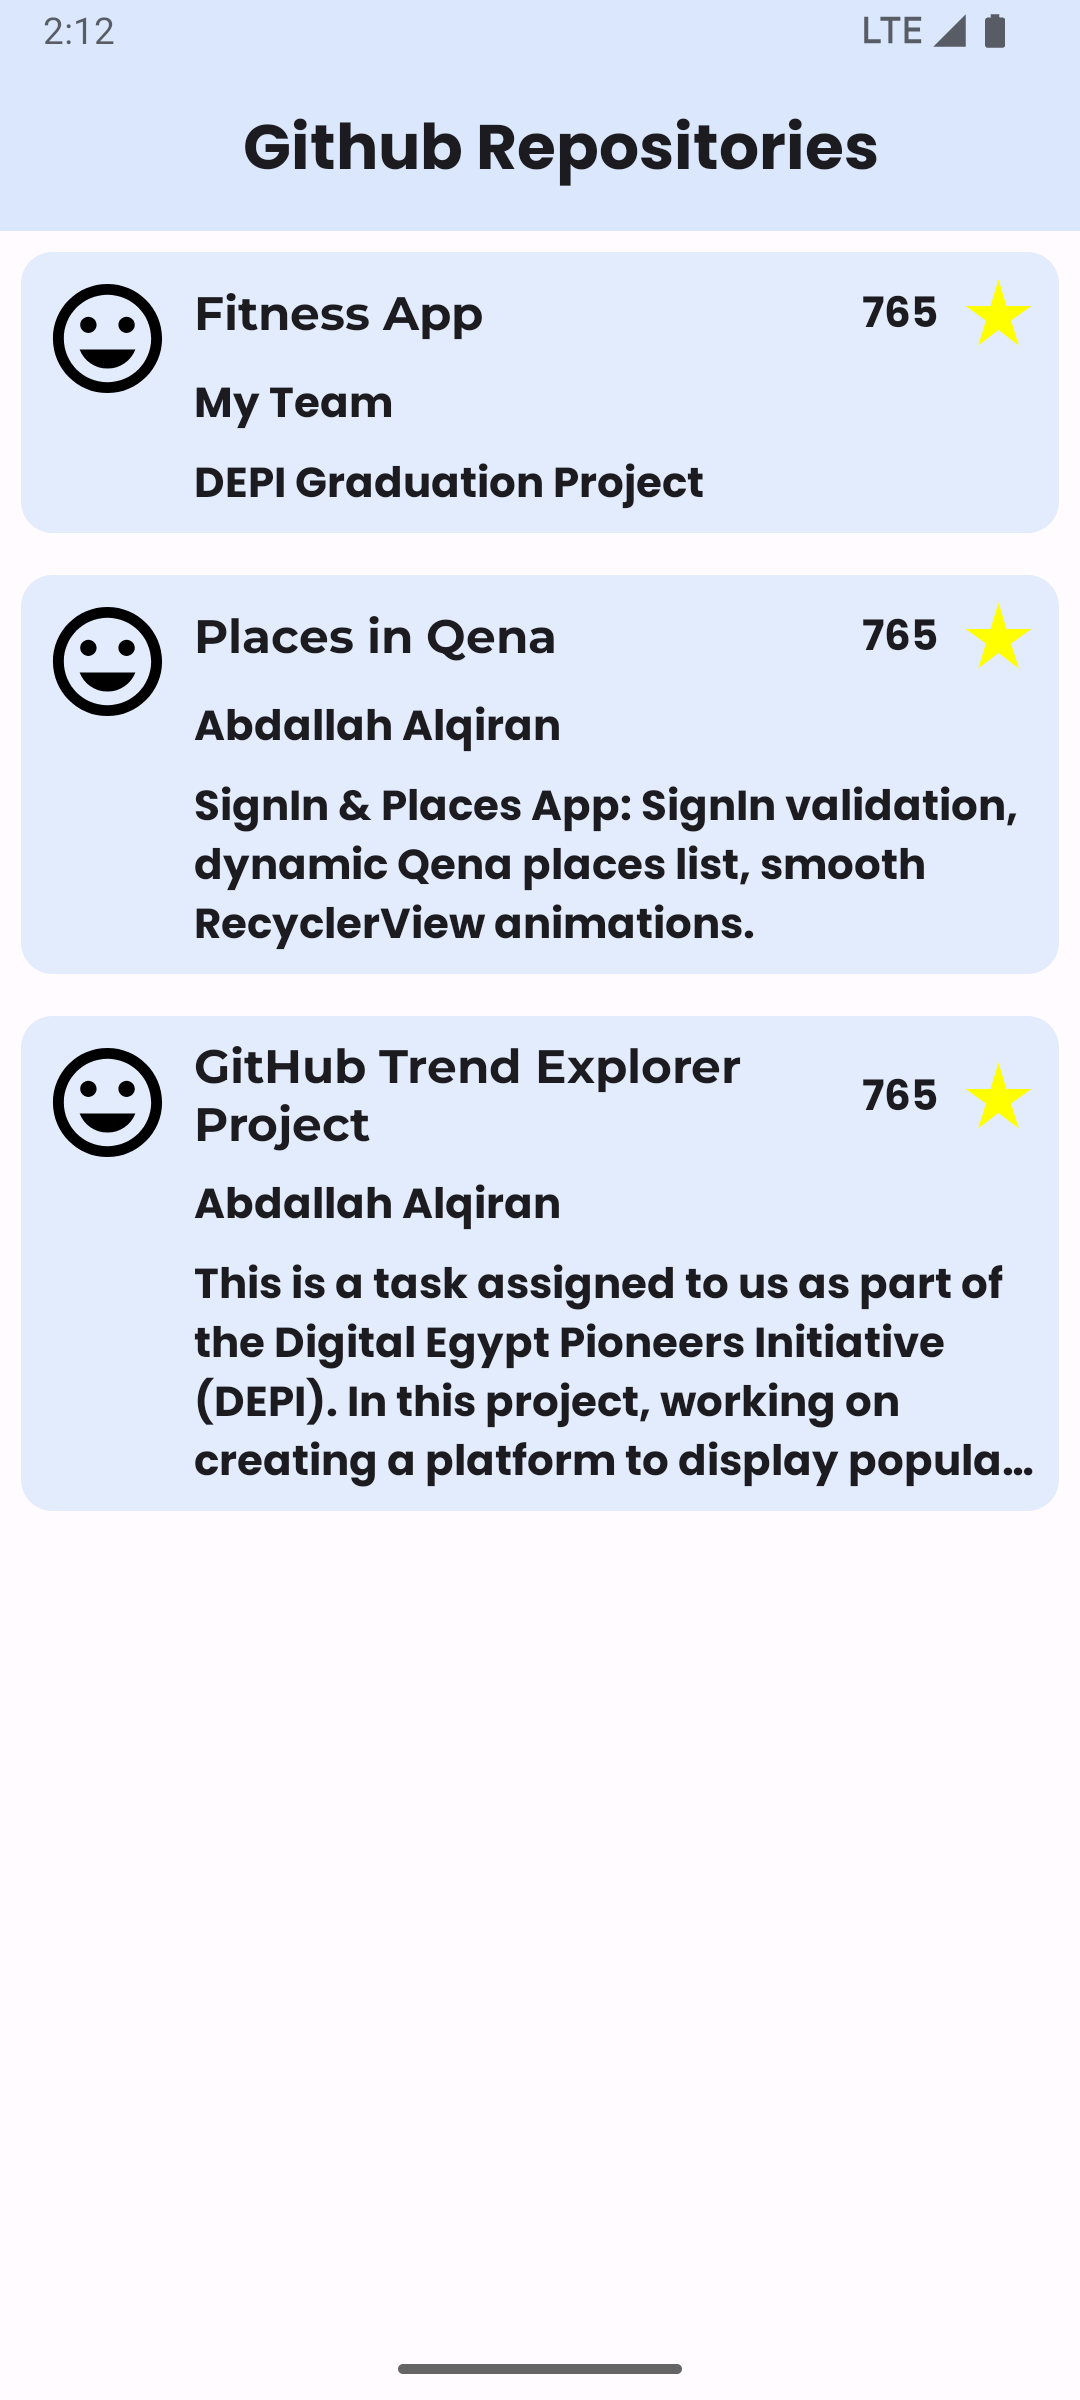 2:12 LTE
Github Repositories
Fitness App 765
My Team
DEPI Graduation Project
Places in Qena 765
Abdallah Alqiran
SignIn & Places App: SignIn validation,
dynamic Qena places list, smooth
RecyclerView animations.
GitHub Trend Explorer
Project 765
Abdallah Alqiran
This is a task assigned to us as part of
the Digital Egypt Pioneers Initiative
(DEPI). In this project, working on
creating a platform to display popula...